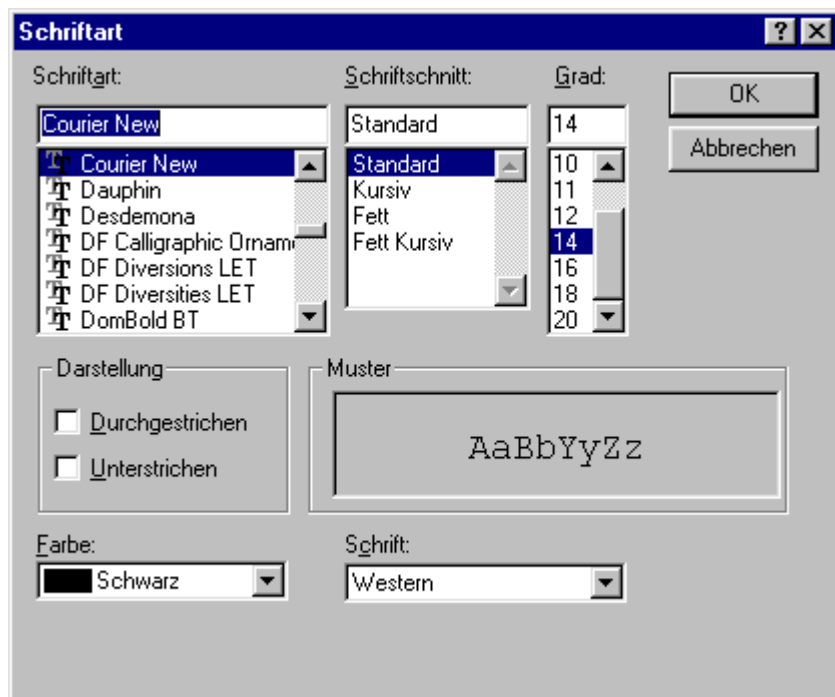 Schriftart
Schriftart:
Courier New
Courier New
Dauphin
Desdemona
DF Calligraphic Orname
DF Diversions LET
DF Diversities LET
DomBold BT
Schriftschnitt:
Standard
Standard
Kursiv
Fett
Fett Kursiv
Grad:
14
10
11
12
14
16
18
20
OK
Abbrechen
Darstellung
Durchgestrichen
Unterstrichen
Muster
AaBbYyZz
Farbe:
Schwarz
Schrift:
Western